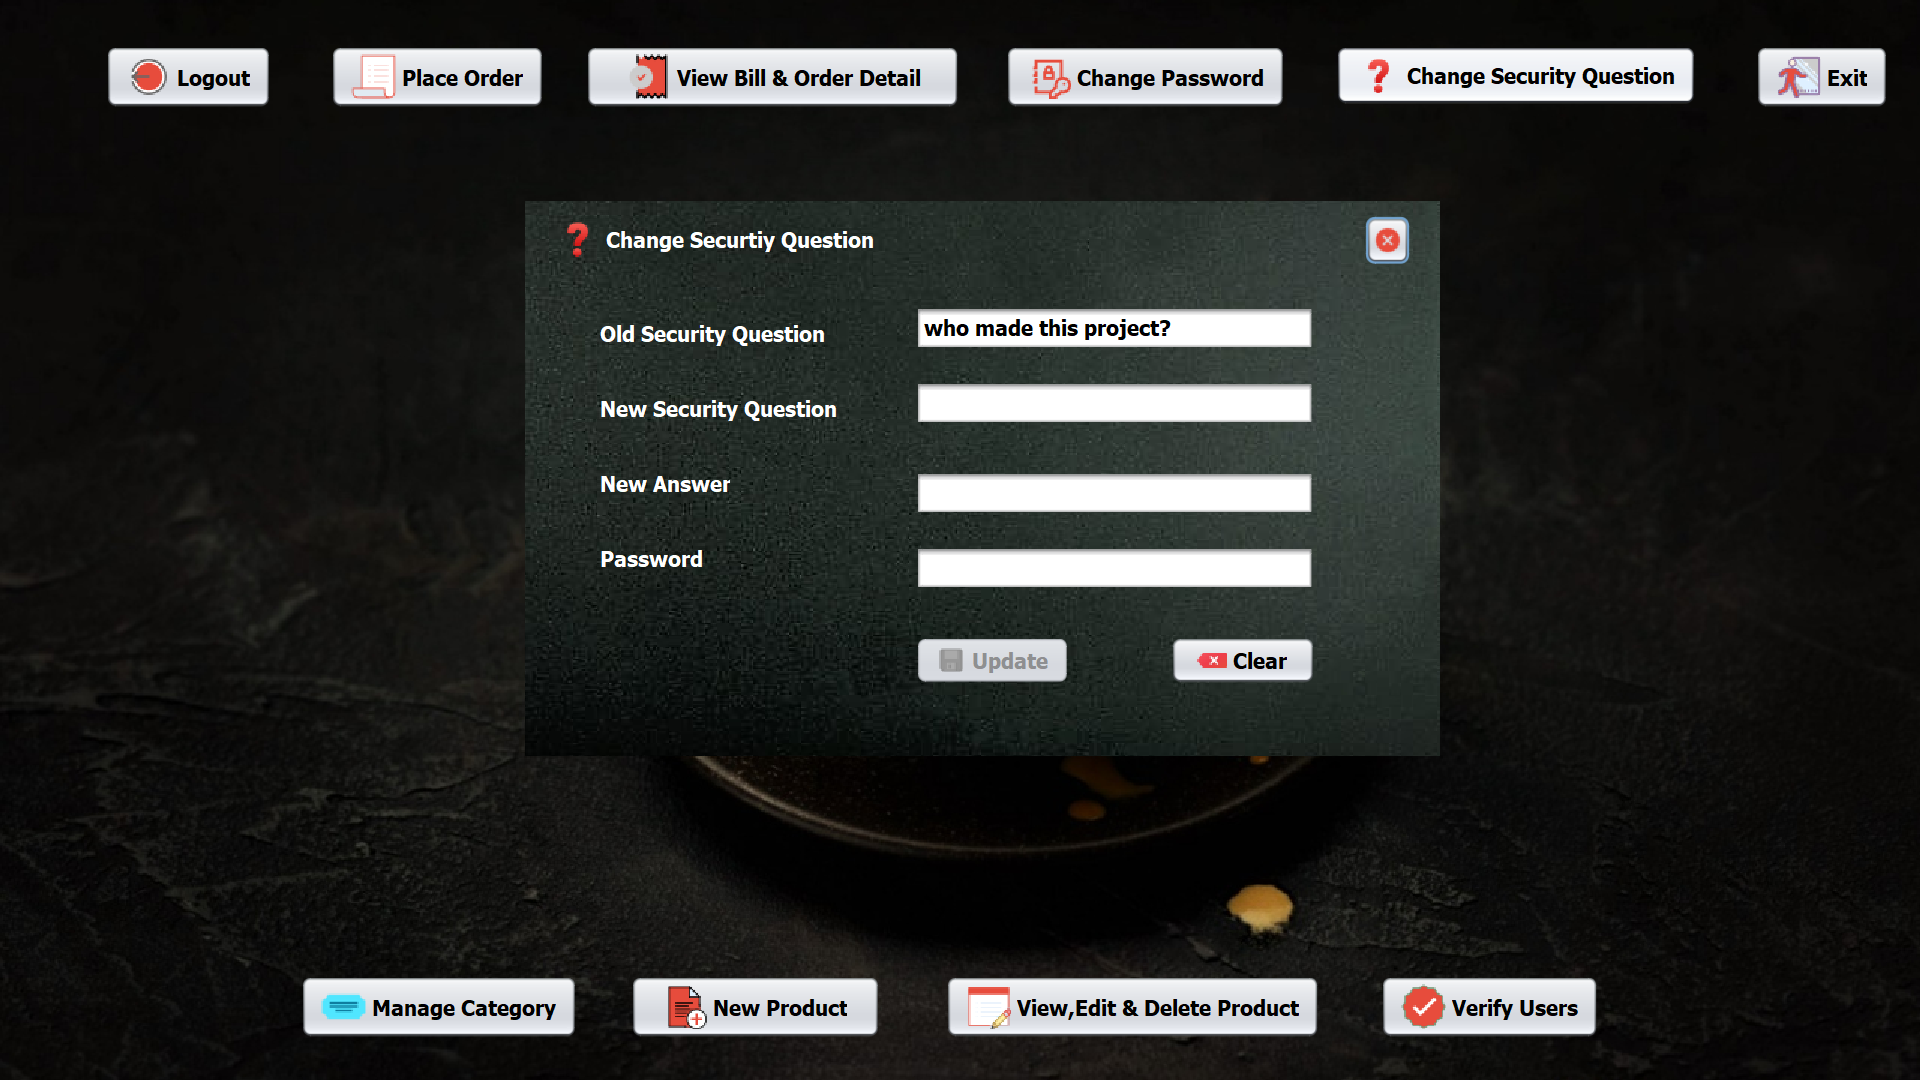 Logout
Place Order
View Bill & Order Detail
Change Password
Change Security Question
Exit
Change Securtiy Question
Old Security Question
who made this project?
New Security Question
New Answer
Password
Update
Clear
Manage Category
New Product
View,Edit & Delete Product
Verify Users